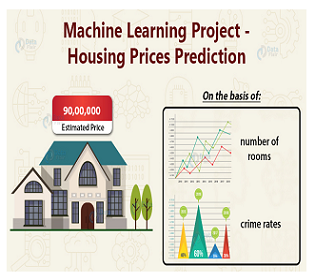 Machine Learning Project -
Housing Prices Prediction
90,00,000
Estimated Price
On the basis of:
number of
rooms
crime rates
60%